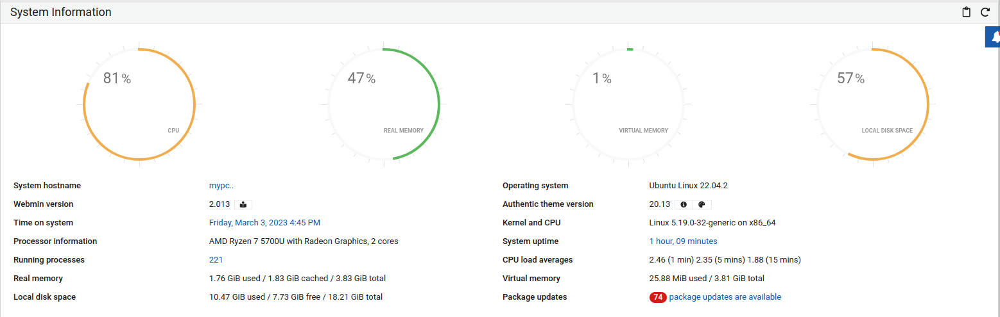 System Information
81%
CPU
47%
REAL MEMORY
1%
VIRTUAL MEMORY
57%
LOCAL DISK SPACE
System hostname mypc..
Operating system Ubuntu Linux 22.04.2
Webmin version 2.013
Authentic theme version 20.13
Time on system Friday, March 3, 2023 4:45 PM
Kernel and CPU Linux 5.19.0-32-generic on x86_64
Processor information AMD Ryzen 7 5700U with Radeon Graphics, 2 cores
System uptime 1 hour, 09 minutes
Running processes 221
CPU load averages 2.46 (1 min) 2.35 (5 mins) 1.88 (15 mins)
Real memory 1.76 GiB used / 1.83 GiB cached / 3.83 GiB total
Virtual memory 25.88 MiB used / 3.81 GiB total
Local disk space 10.47 GiB used / 7.73 GiB free / 18.21 GiB total
Package updates 74 package updates are available